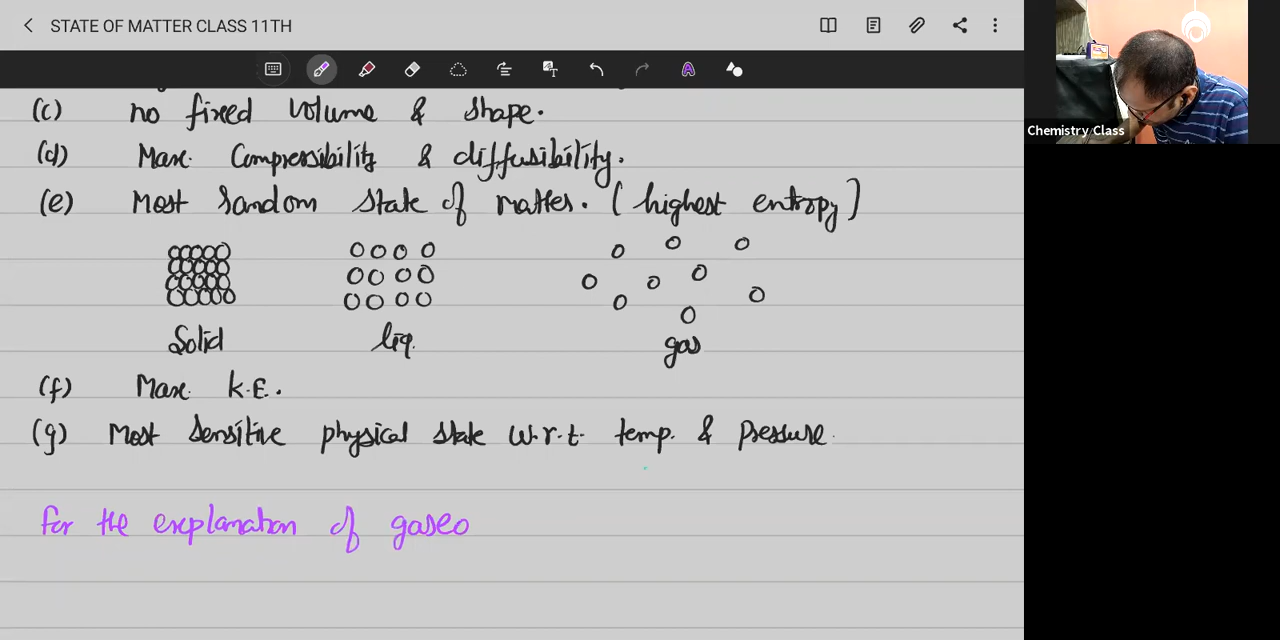 STATE OF MATTER CLASS 11TH
(c) no fixed volume & shape.
(d) Max. Compressibility & diffusibility.
(e) Most random state of matter. [highest entropy]
Solid liq. gas
(f) Max. K.E.
(g) Most Sensitive physical state w.r.t. temp. & pressure.
for the explanation of gaseo
Chemistry Class